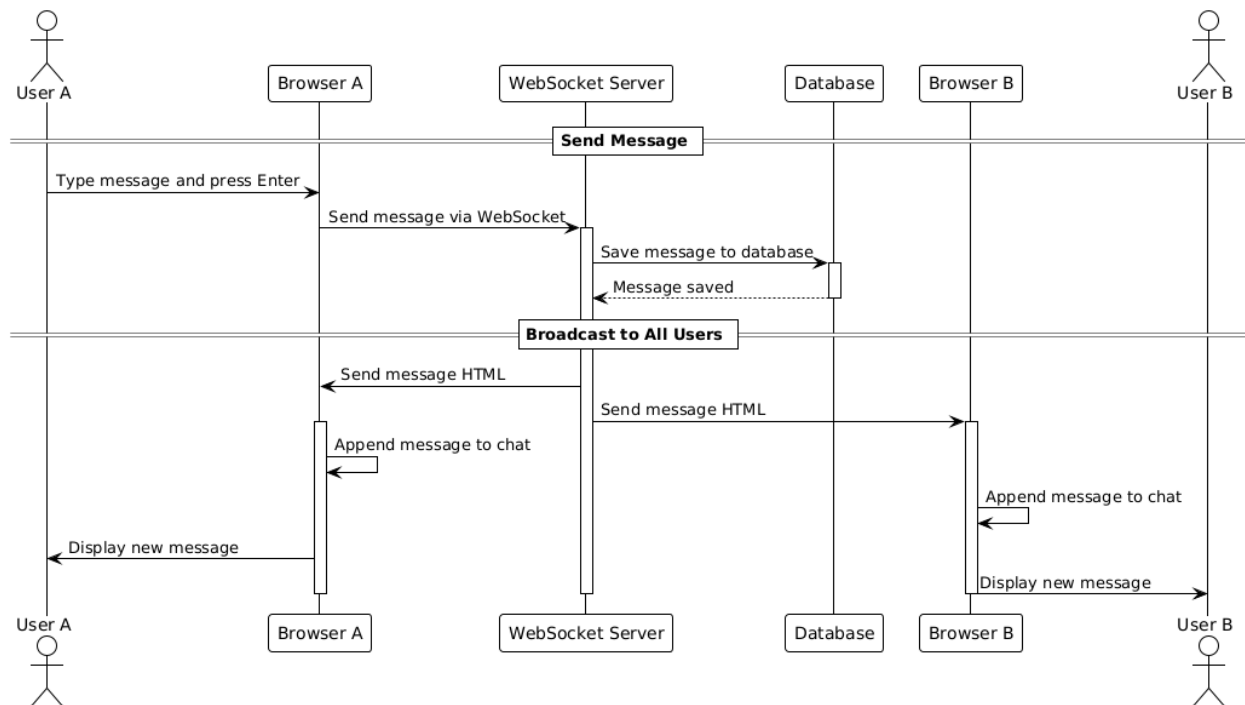 User A
Browser A
WebSocket Server
Database
Browser B
User B
Send Message
Type message and press Enter
Send message via WebSocket
Save message to database
Message saved
Broadcast to All Users
Send message HTML
Send message HTML
Append message to chat
Append message to chat
Display new message
Display new message
User A
Browser A
WebSocket Server
Database
Browser B
User B